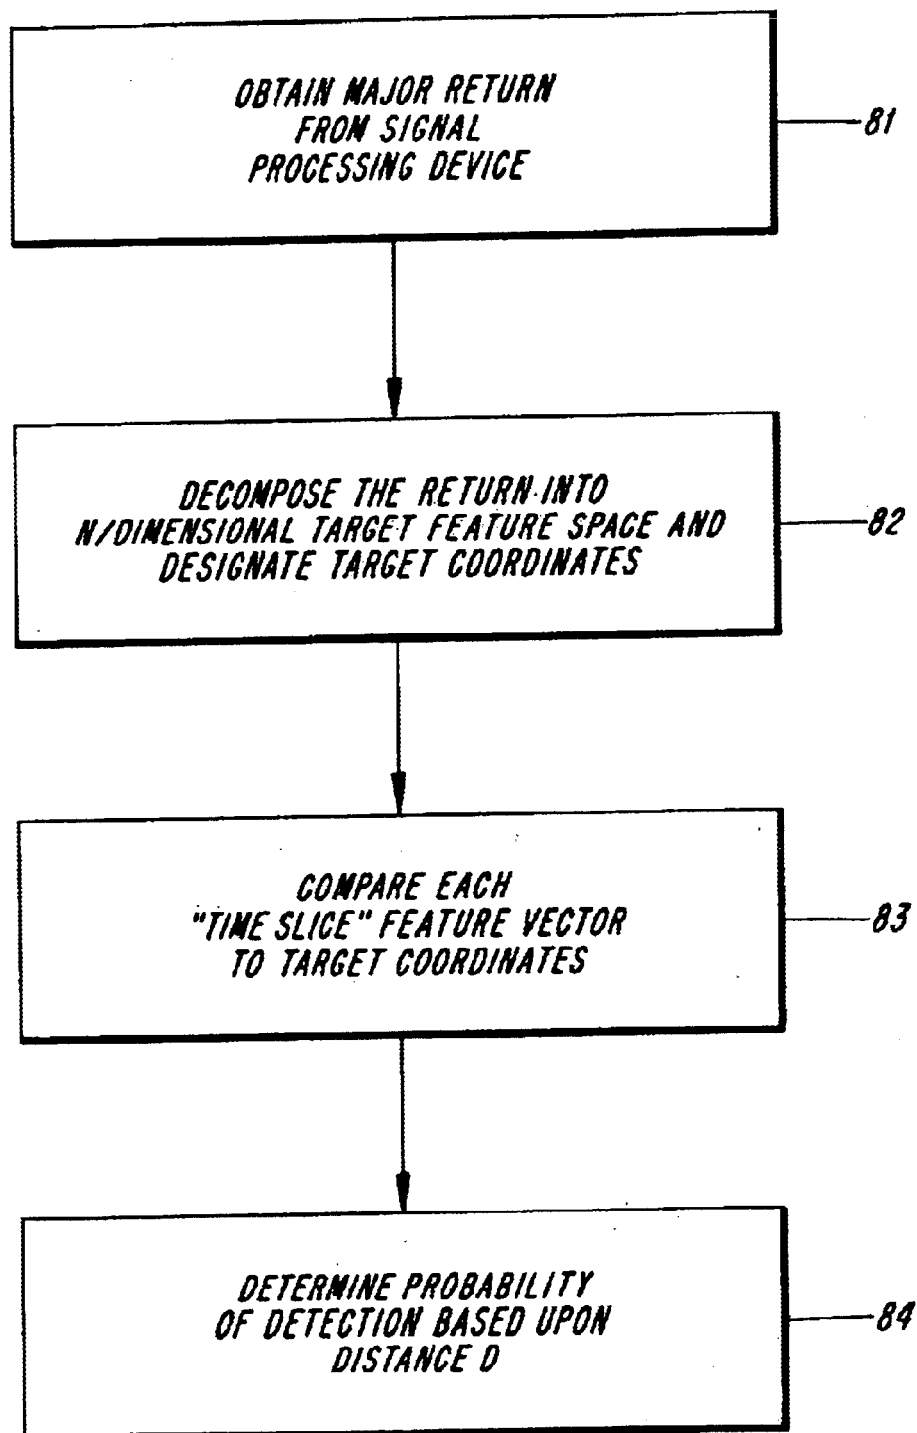 OBTAIN MAJOR RETURN
FROM SIGNAL
PROCESSING DEVICE
81
DECOMPOSE THE RETURN INTO
N/DIMENSIONAL TARGET FEATURE SPACE AND
DESIGNATE TARGET COORDINATES
82
COMPARE EACH
"TIME SLICE" FEATURE VECTOR
TO TARGET COORDINATES
83
DETERMINE PROBABILITY
OF DETECTION BASED UPON
DISTANCE D
84